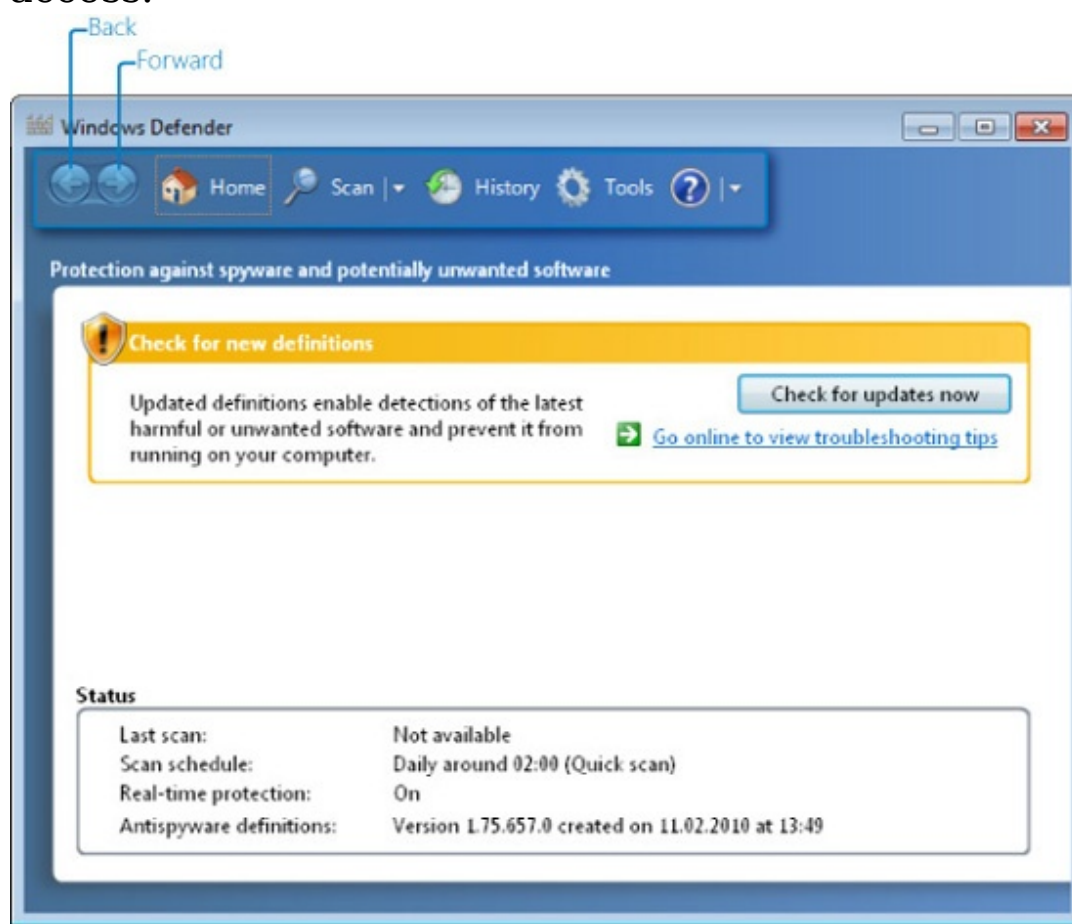 access.
Back
Forward
Windows Defender
Home Scan History Tools ?
Protection against spyware and potentially unwanted software
Check for new definitions
Updated definitions enable detections of the latest
harmful or unwanted software and prevent it from
running on your computer.
Check for updates now
Go online to view troubleshooting tips
Status
Last scan: Not available
Scan schedule: Daily around 02:00 (Quick scan)
Real-time protection: On
Antispyware definitions: Version 1.75.657.0 created on 11.02.2010 at 13:49